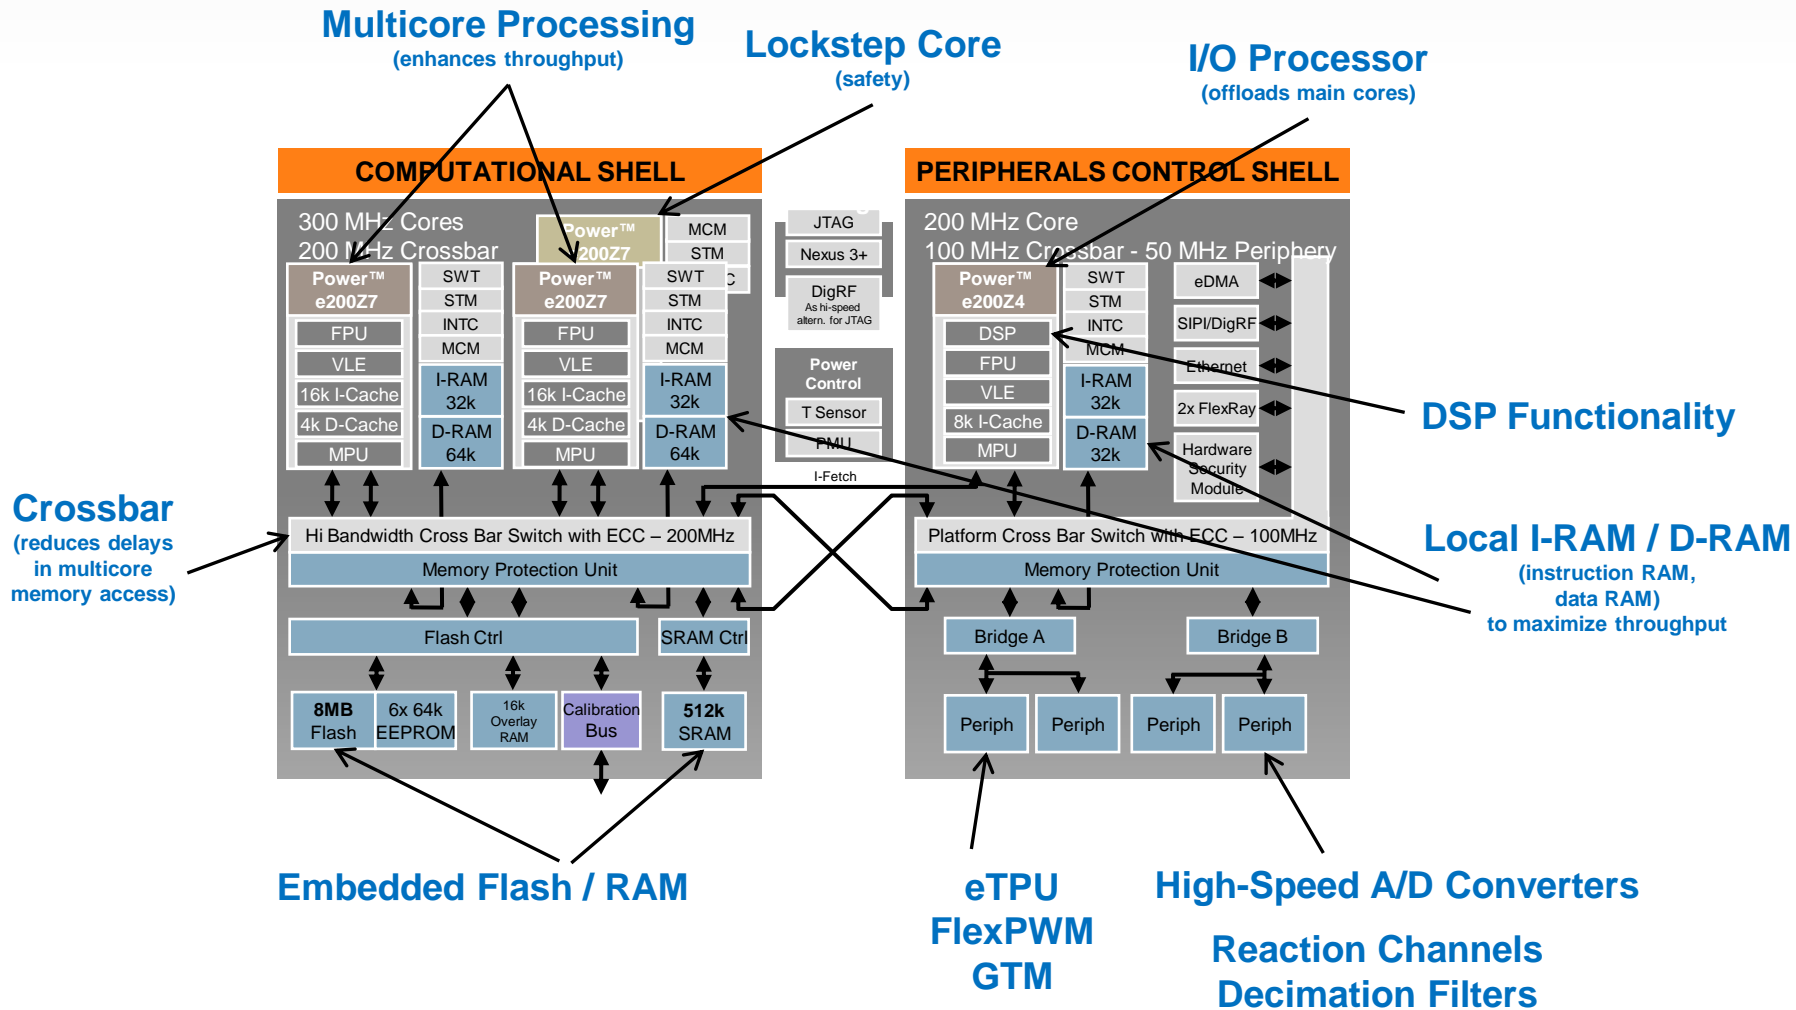 Multicore Processing
(enhances throughput)
Lockstep Core
(safety)
I/O Processor
(offloads main cores)
COMPUTATIONAL SHELL
300 MHz Cores
200 MHz Crossbar
Power™
e200Z7
MCM
STM
Power™
e200Z7
FPU
VLE
16k I-Cache
4k D-Cache
MPU
SWT
STM
INTC
MCM
I-RAM
32k
D-RAM
64k
Power™
e200Z7
FPU
VLE
16k I-Cache
4k D-Cache
MPU
SWT
STM
INTC
MCM
I-RAM
32k
D-RAM
64k
C
JTAG
Nexus 3+
DigRF
As hi-speed
altern. for JTAG
Power
Control
T Sensor
PMU
I-Fetch
PERIPHERALS CONTROL SHELL
200 MHz Core
100 MHz Crossbar - 50 MHz Periphery
Power™
e200Z4
DSP
FPU
VLE
8k I-Cache
MPU
SWT
STM
INTC
MCM
I-RAM
32k
D-RAM
32k
eDMA
SIPI/DigRF
Ethernet
2x FlexRay
Hardware
Security
Module
DSP Functionality
Local I-RAM / D-RAM
(instruction RAM,
data RAM)
to maximize throughput
Crossbar
(reduces delays
in multicore
memory access)
Hi Bandwidth Cross Bar Switch with ECC – 200MHz
Memory Protection Unit
Flash Ctrl
SRAM Ctrl
8MB
Flash
6x 64k
EEPROM
16k
Overlay
RAM
Calibration
Bus
512k
SRAM
Platform Cross Bar Switch with ECC – 100MHz
Memory Protection Unit
Bridge A
Bridge B
Periph
Periph
Periph
Periph
Embedded Flash / RAM
eTPU
FlexPWM
GTM
High-Speed A/D Converters
Reaction Channels
Decimation Filters